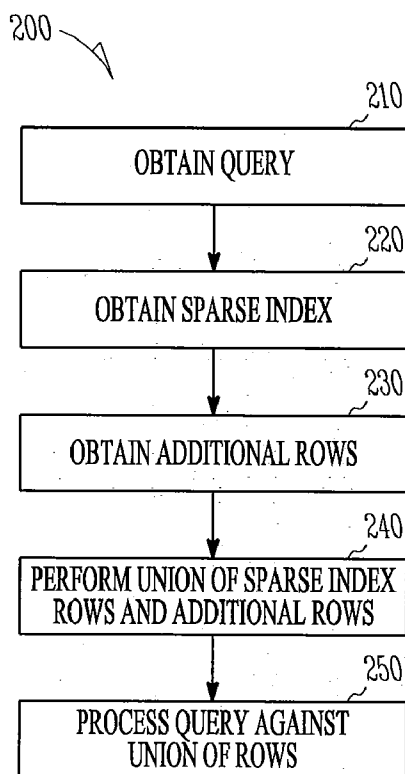 200
210
OBTAIN QUERY
220
OBTAIN SPARSE INDEX
230
OBTAIN ADDITIONAL ROWS
240
PERFORM UNION OF SPARSE INDEX
ROWS AND ADDITIONAL ROWS
250
PROCESS QUERY AGAINST
UNION OF ROWS